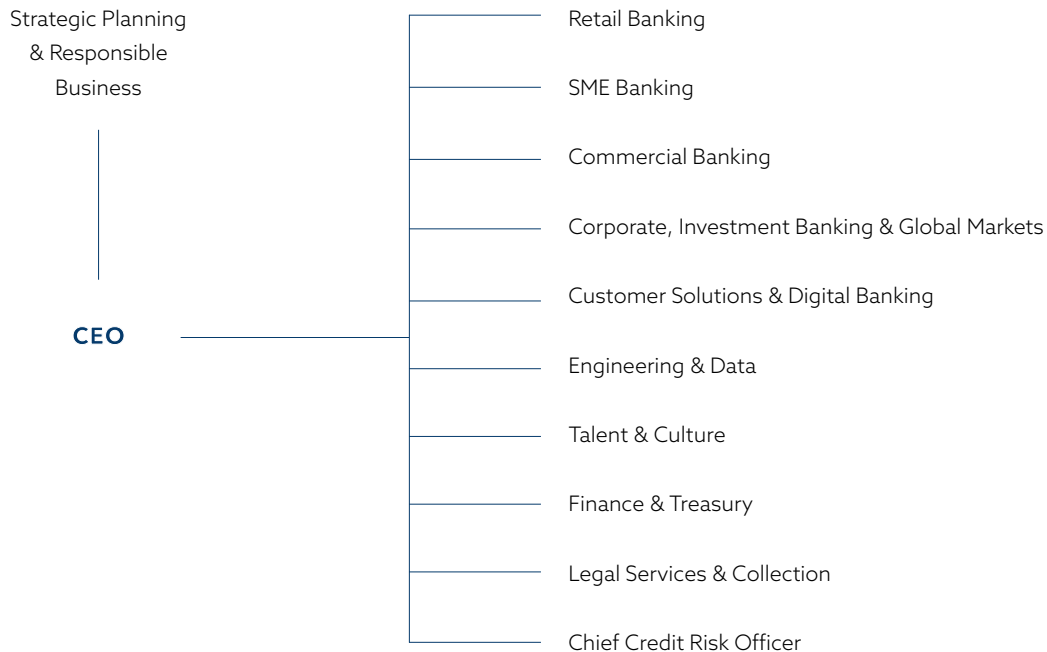 Strategic Planning
& Responsible
Business
CEO
Retail Banking
SME Banking
Commercial Banking
Corporate, Investment Banking & Global Markets
Customer Solutions & Digital Banking
Engineering & Data
Talent & Culture
Finance & Treasury
Legal Services & Collection
Chief Credit Risk Officer